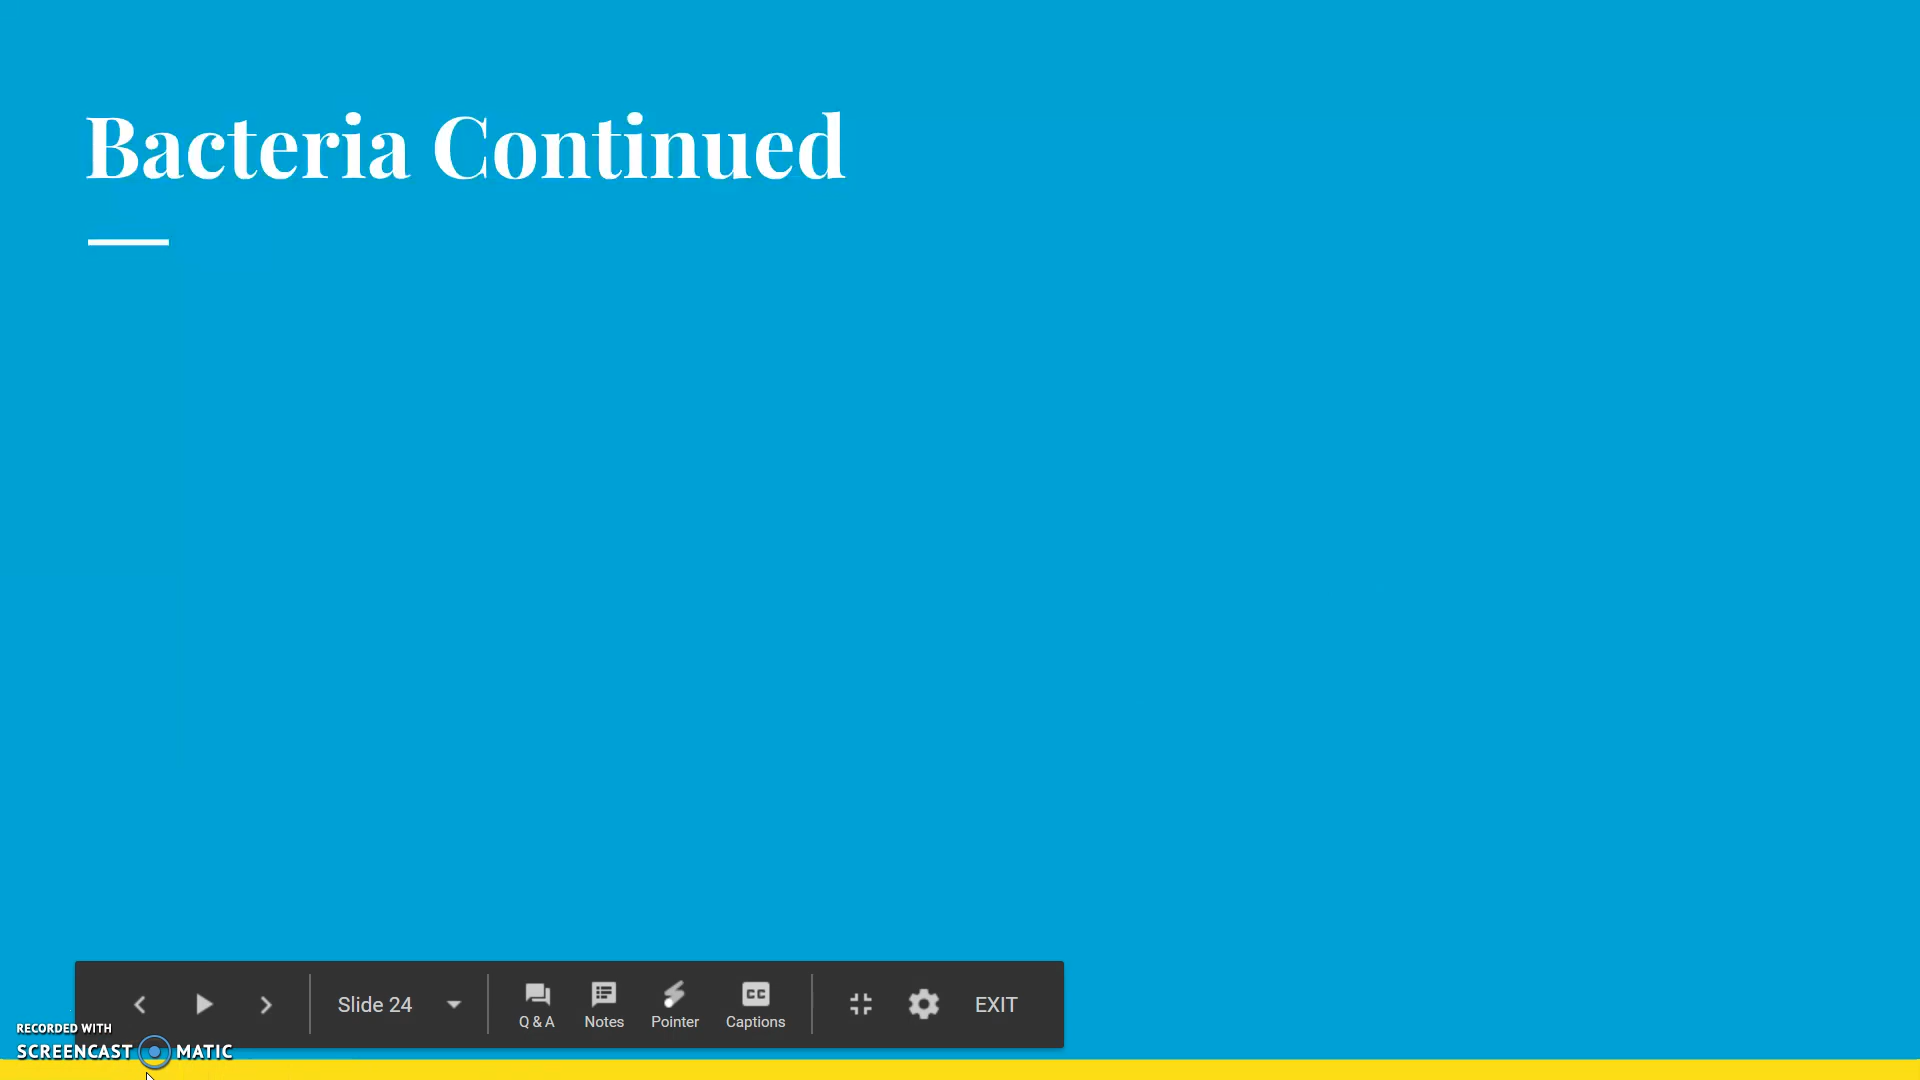 Bacteria Continued
Slide 24
Q & A
Notes
Pointer
Captions
EXIT
RECORDED WITH
SCREENCAST MATIC